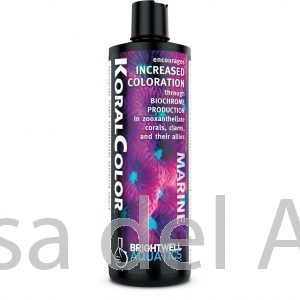 KORALCOLOR
encourages
INCREASED
COLORATION
through
BIOCHROME
PRODUCTION
in zooxanthellate
corals, clams,
and their allies
MARINE
BRIGHTWELL
AQUATICS
sa del A